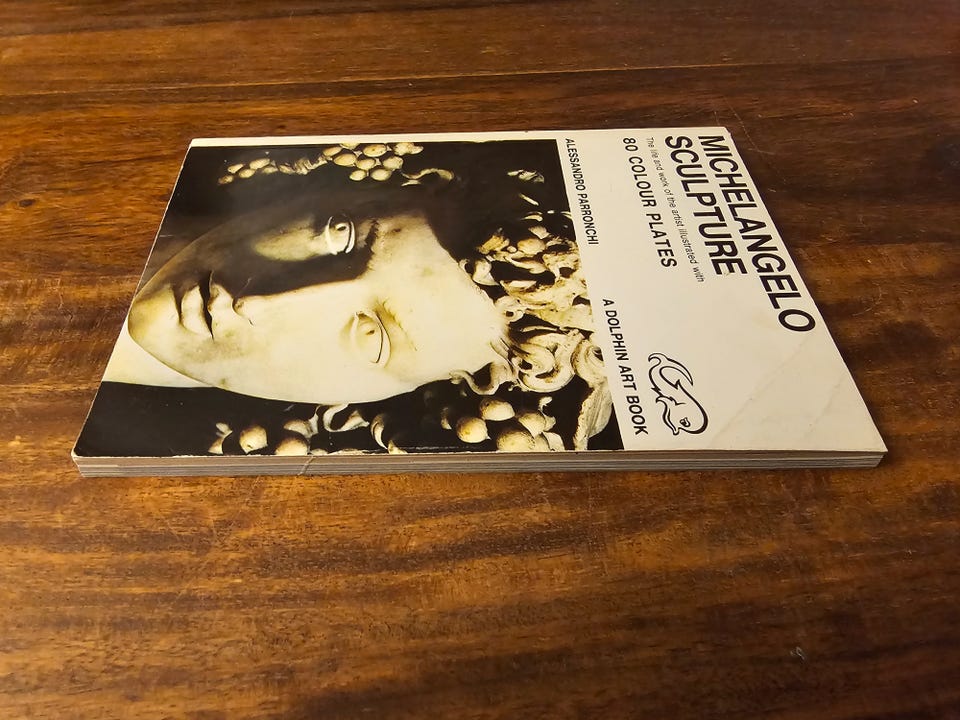 MICHELANGELO
SCULPTURE
The life and work of the artist illustrated with
80 COLOUR PLATES
A DOLPHIN ART BOOK
ALESSANDRO PARRONCHI